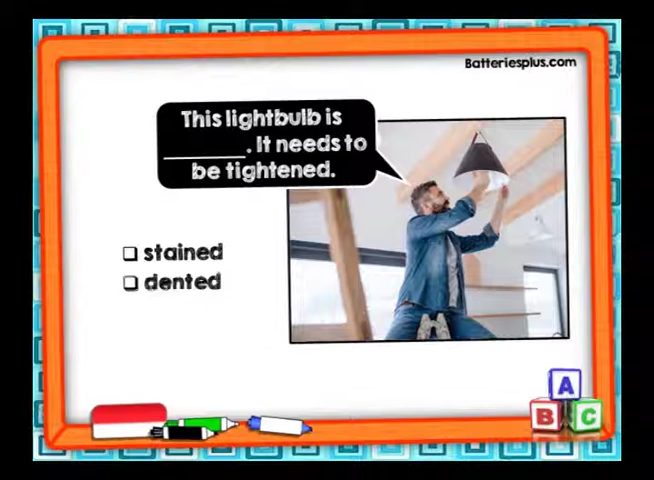 Batteriesplus.com
This lightbulb is
________. It needs to
be tightened.
❑ stained
❑ dented
A
B C